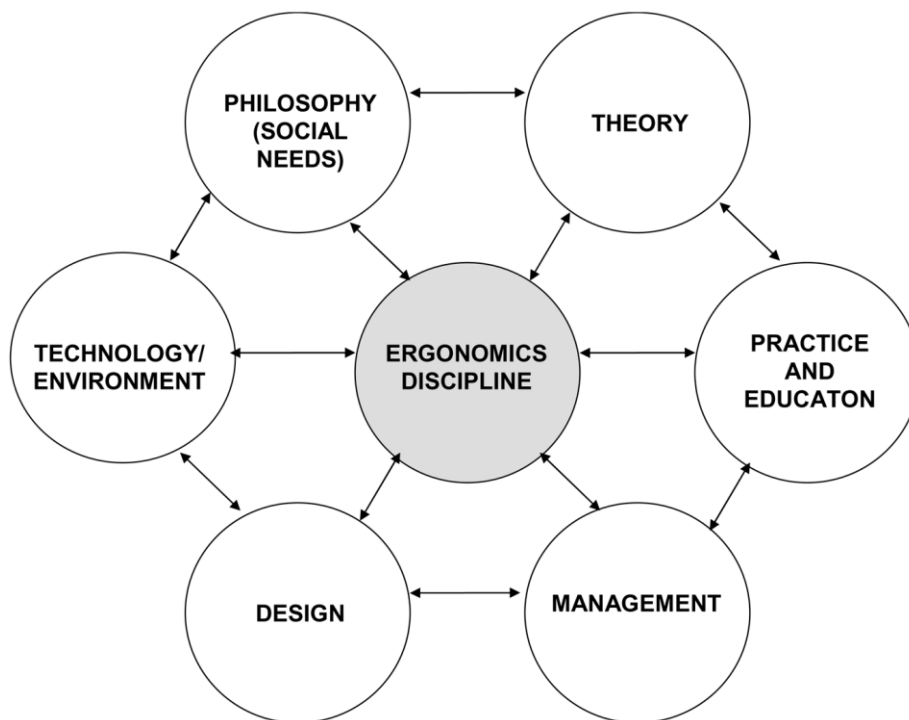 PHILOSOPHY
(SOCIAL
NEEDS)
THEORY
TECHNOLOGY/
ENVIRONMENT
ERGONOMICS
DISCIPLINE
PRACTICE
AND
EDUCATON
DESIGN
MANAGEMENT